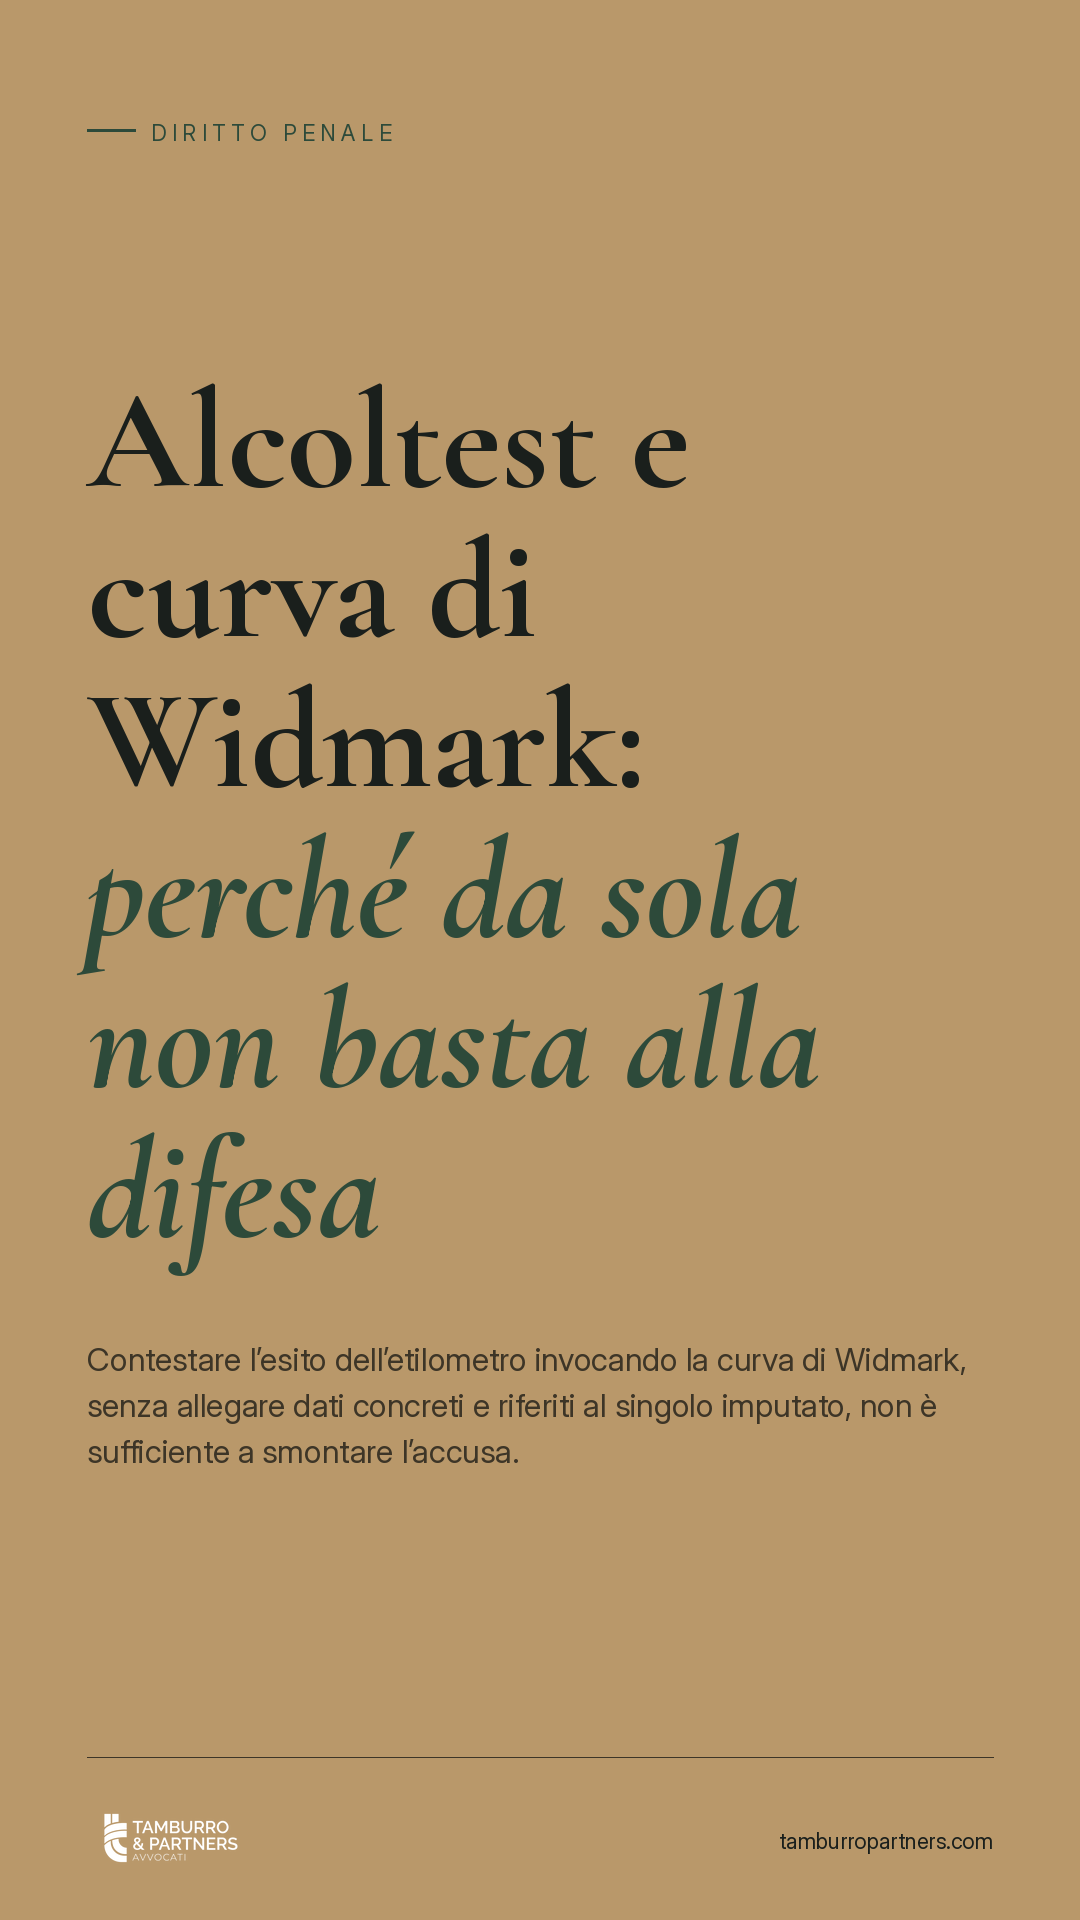 DIRITTO PENALE
Alcoltest e
curva di
Widmark:
perché da sola
non basta alla
difesa
Contestare l’esito dell’etilometro invocando la curva di Widmark,
senza allegare dati concreti e riferiti al singolo imputato, non è
sufficiente a smontare l’accusa.
TAMBURRO
& PARTNERS
AVVOCATI
tamburropartners.com